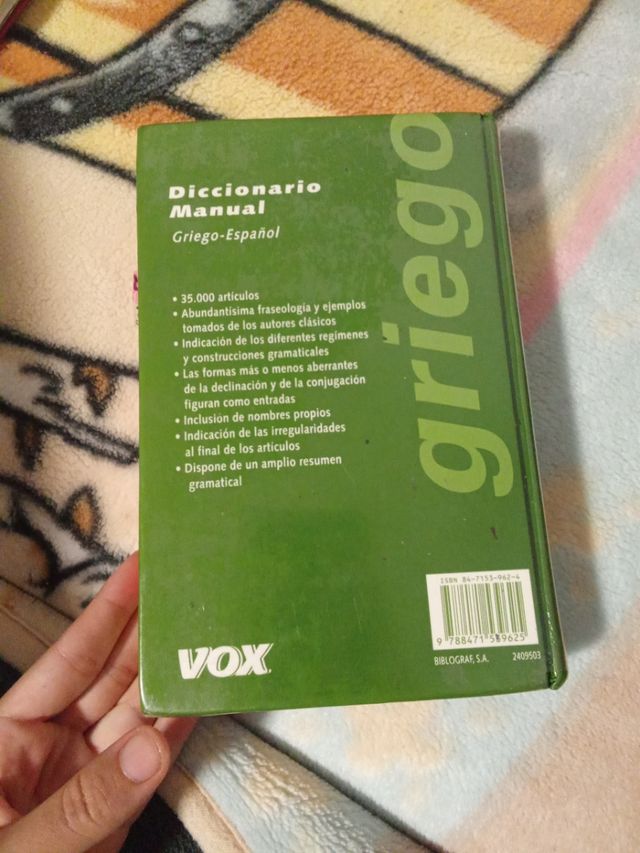 Diccionario
Manual
Griego-Español
griego
• 35.000 artículos
• Abundantísima fraseología y ejemplos
tomados de los autores clásicos
• Indicación de los diferentes regímenes
y construcciones gramaticales
• Las formas más o menos aberrantes
de la declinación y de la conjugación
figuran como entradas
• Inclusión de nombres propios
• Indicación de las irregularidades
al final de los artículos
• Dispone de un amplio resumen
gramatical
ISBN 84-7153-962-4
9 788471 539625
VOX
BIBLOGRAF, S.A. 2409503